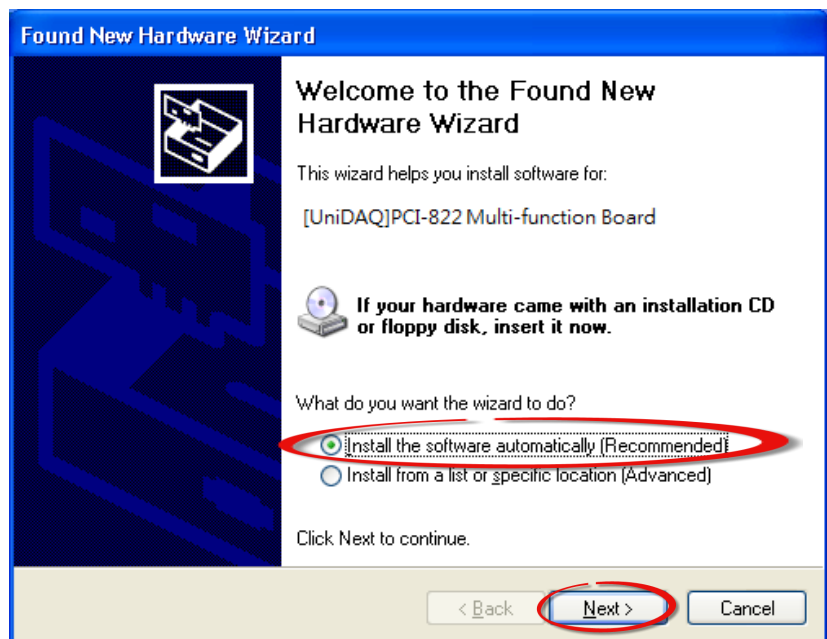 Found New Hardware Wizard
Welcome to the Found New
Hardware Wizard
This wizard helps you install software for:
[UniDAQ]PCI-822 Multi-function Board
If your hardware came with an installation CD
or floppy disk, insert it now.
What do you want the wizard to do?
Install the software automatically (Recommended)
Install from a list or specific location (Advanced)
Click Next to continue.
< Back Next > Cancel